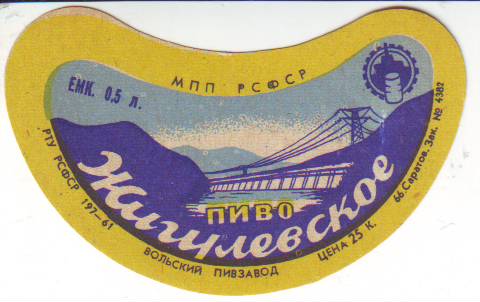 МПП РСФСР
ЕМК. 0,5 л.
ПИВО
Жигулевское
РТУ РСФСР 197—61
ВОЛЬСКИЙ ПИВЗАВОД
ЦЕНА 25 К.
66 Саратов. Зак. № 4382